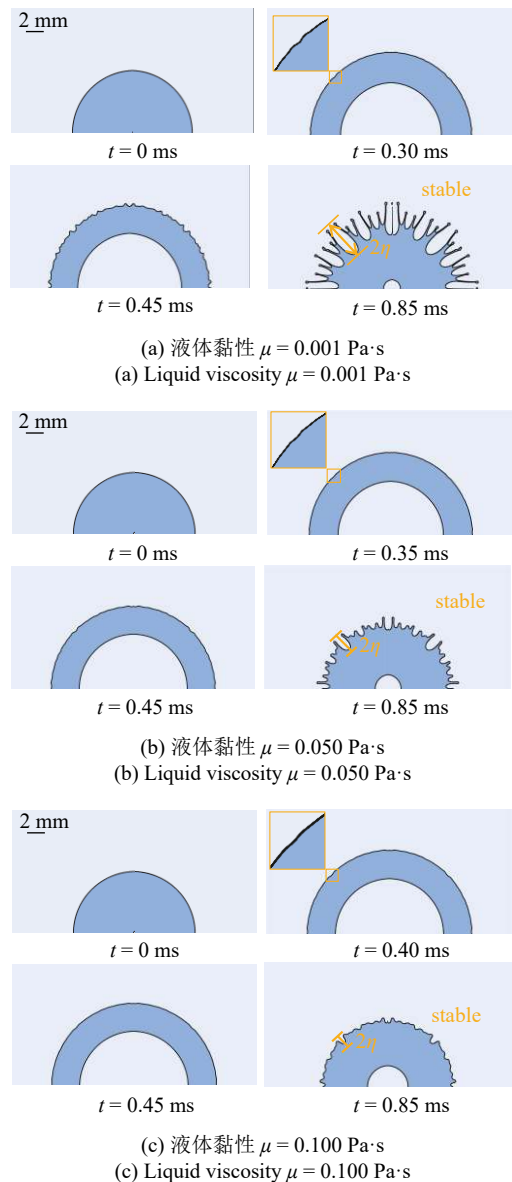 2 mm
t = 0 ms
t = 0.30 ms
stable
2η
t = 0.45 ms
t = 0.85 ms
(a) 液体黏性 μ = 0.001 Pa·s
(a) Liquid viscosity μ = 0.001 Pa·s
2 mm
t = 0 ms
t = 0.35 ms
stable
2η
t = 0.45 ms
t = 0.85 ms
(b) 液体黏性 μ = 0.050 Pa·s
(b) Liquid viscosity μ = 0.050 Pa·s
2 mm
t = 0 ms
t = 0.40 ms
stable
2η
t = 0.45 ms
t = 0.85 ms
(c) 液体黏性 μ = 0.100 Pa·s
(c) Liquid viscosity μ = 0.100 Pa·s